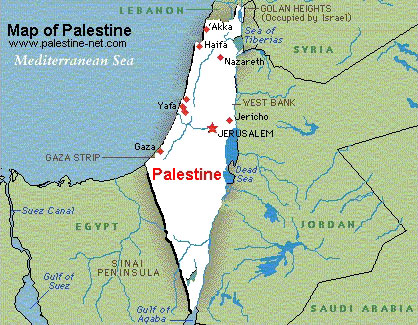 LEBANON
GOLAN HEIGHTS
(Occupied by Israel)
Map of Palestine
www.palestine-net.com
'Akka
Haifa
Sea of
Tiberias
SYRIA
Mediterranean Sea
Nazareth
Yafa
WEST BANK
Jericho
JERUSALEM
Gaza
GAZA STRIP
Palestine
Dead
Sea
Suez Canal
EGYPT
JORDAN
SINAI
PENINSULA
Gulf of
Suez
Gulf of
Aqaba
SAUDI ARABIA